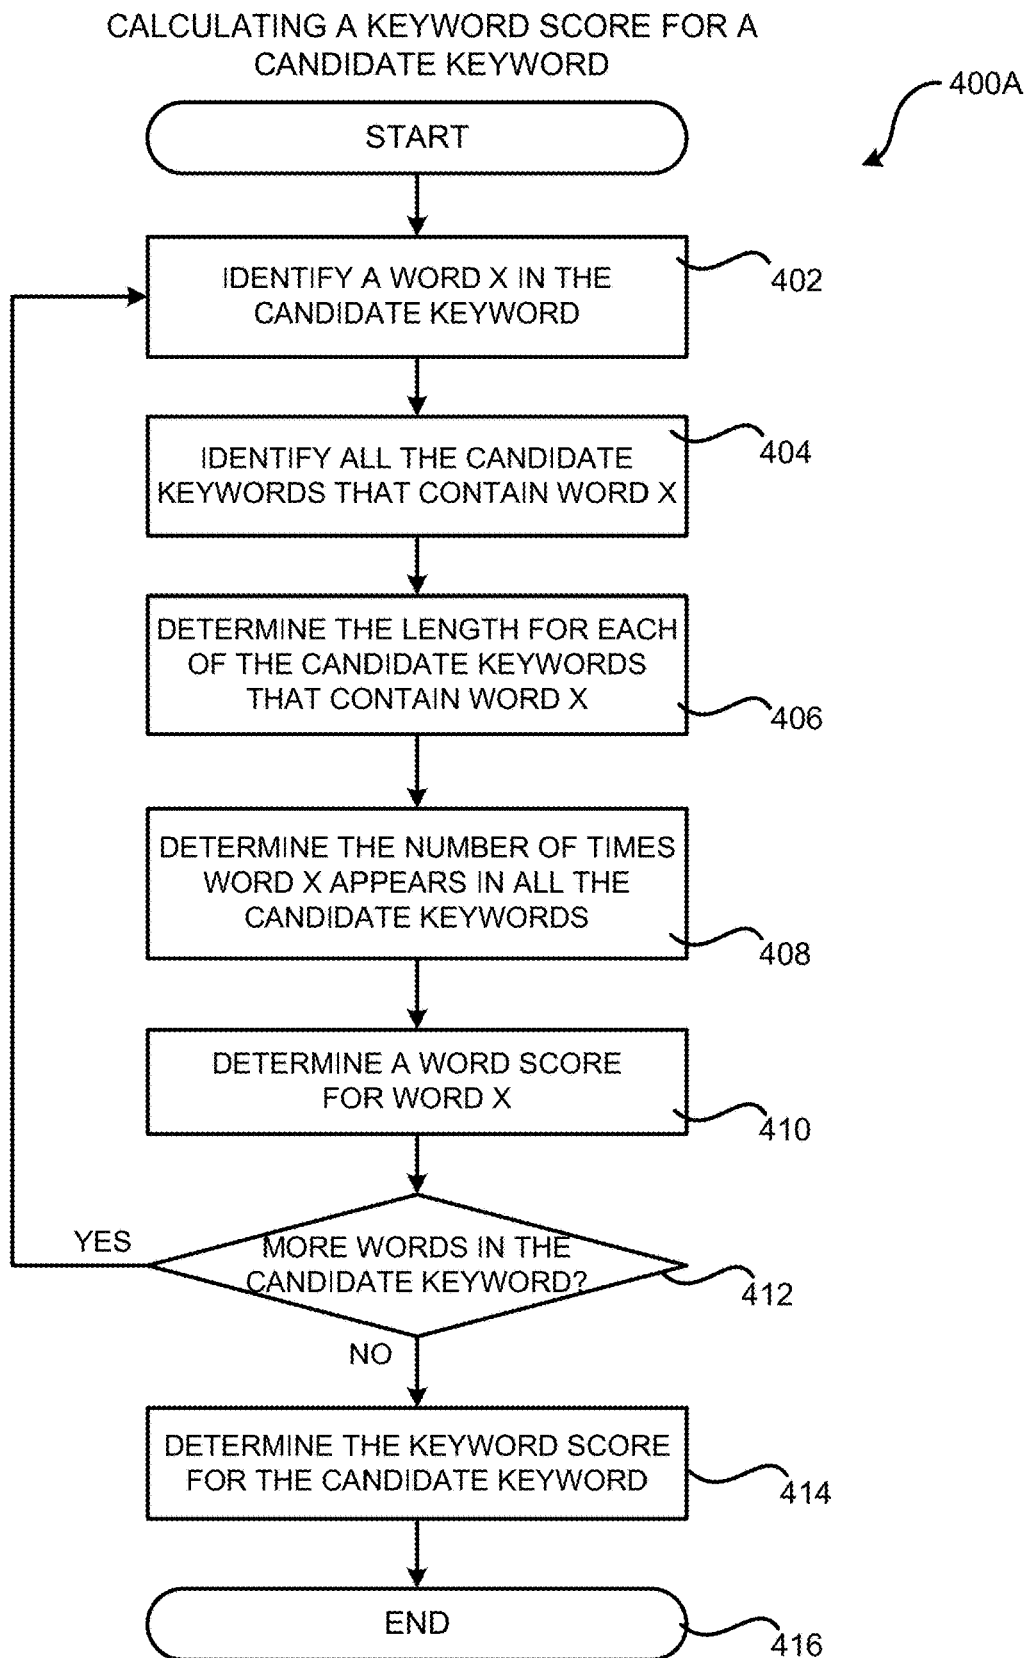 CALCULATING A KEYWORD SCORE FOR A
CANDIDATE KEYWORD
400A
START
IDENTIFY A WORD X IN THE
CANDIDATE KEYWORD
402
IDENTIFY ALL THE CANDIDATE
KEYWORDS THAT CONTAIN WORD X
404
DETERMINE THE LENGTH FOR EACH
OF THE CANDIDATE KEYWORDS
THAT CONTAIN WORD X
406
DETERMINE THE NUMBER OF TIMES
WORD X APPEARS IN ALL THE
CANDIDATE KEYWORDS
408
DETERMINE A WORD SCORE
FOR WORD X
410
YES
MORE WORDS IN THE
CANDIDATE KEYWORD?
412
NO
DETERMINE THE KEYWORD SCORE
FOR THE CANDIDATE KEYWORD
414
END
416